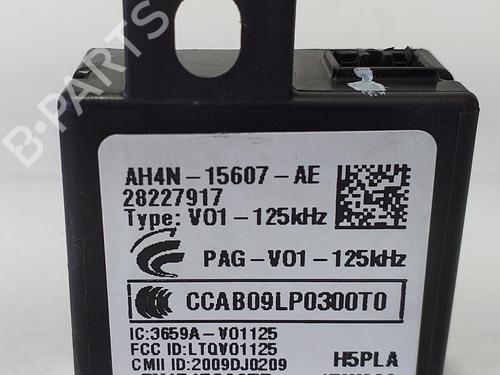 B-PARTS
AH4N-15607-AE
28227917
Type: V01-125kHz
PAG-V01-125kHz
CCAB09LP0300T0
IC:3659A-V01125
FCC ID:LTQV01125
CMII ID:2009DJ0209
H5PLA